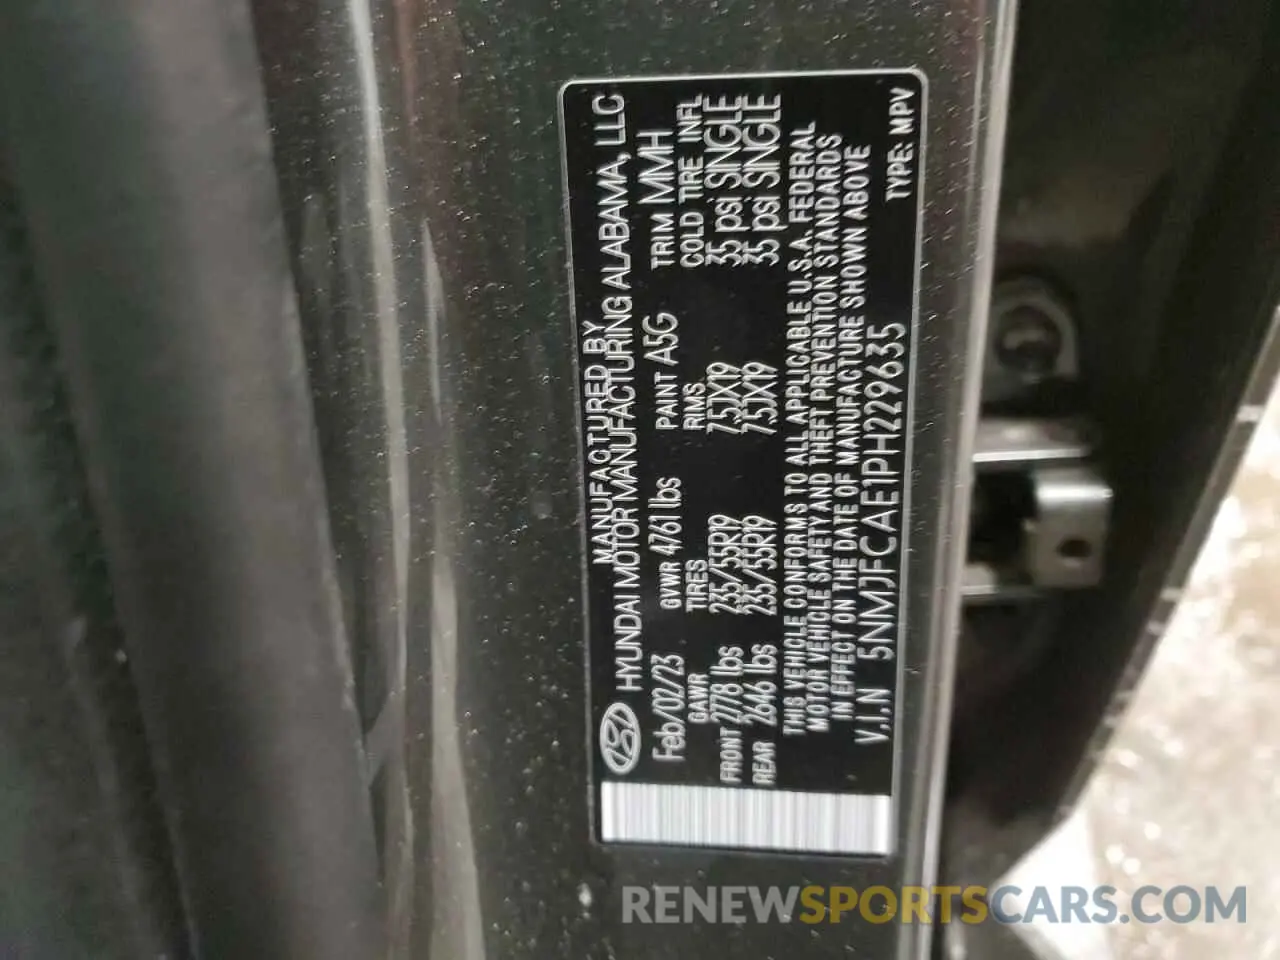 MANUFACTURED BY
HYUNDAI MOTOR MANUFACTURING ALABAMA, LLC
Feb/02/23 GVWR 4761 lbs PAINT A5G TRIM MMH
GAWR TIRES RIMS COLD TIRE INFL
FRONT 2778 lbs 235/55R19 7.5JX19 35 psi SINGLE
REAR 2646 lbs 235/55R19 7.5JX19 35 psi SINGLE
THIS VEHICLE CONFORMS TO ALL APPLICABLE U.S.A. FEDERAL
MOTOR VEHICLE SAFETY AND THEFT PREVENTION STANDARDS
IN EFFECT ON THE DATE OF MANUFACTURE SHOWN ABOVE
V.I.N 5NMJFCAE1PH229635 TYPE: MPV
RENEWSPORTSCARS.COM